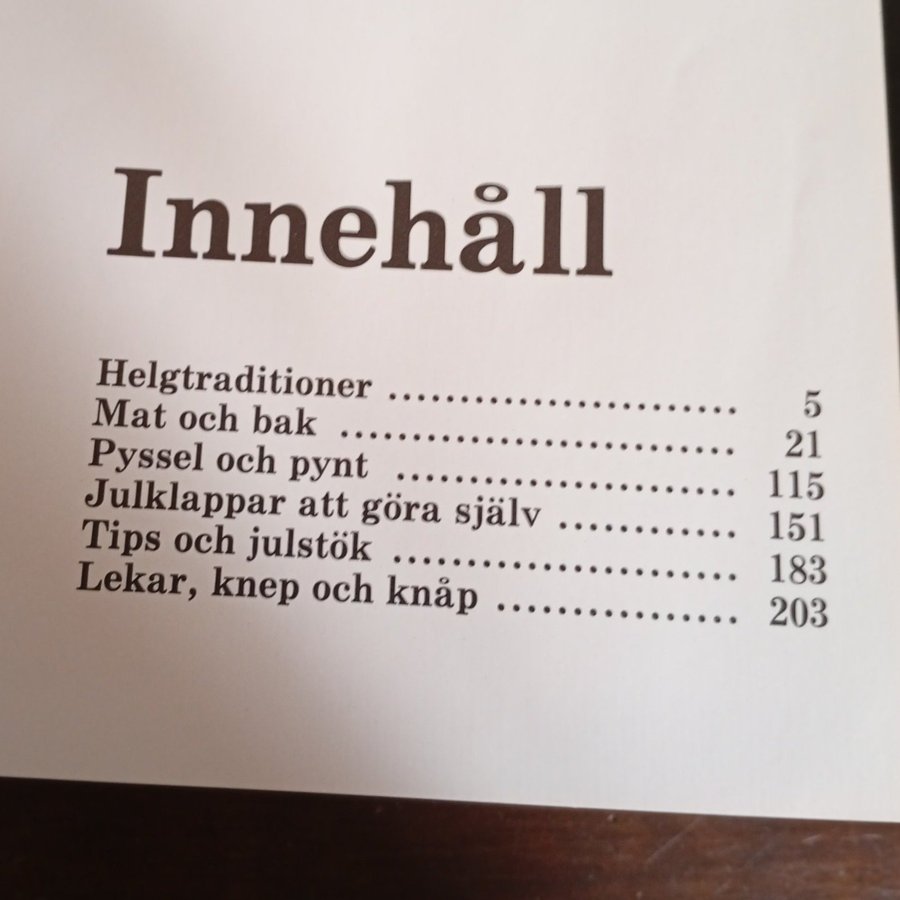 Innehåll
Helgtraditioner ........................ 5
Mat och bak ............................ 21
Pyssel och pynt ........................ 115
Julklappar att göra själv ............. 151
Tips och julstök ........................ 183
Lekar, knep och knåp ................. 203